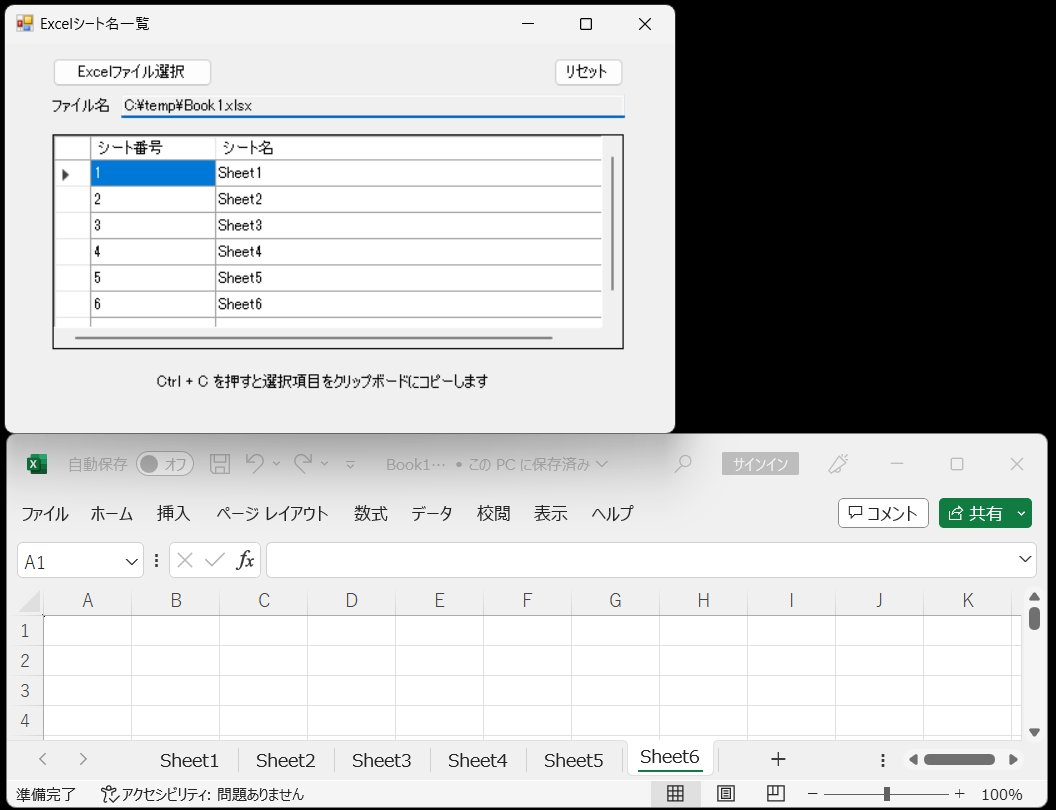 Excelシート名一覧
Excelファイル選択 リセット
ファイル名 C:¥temp¥Book1.xlsx
シート番号 シート名
1 Sheet1
2 Sheet2
3 Sheet3
4 Sheet4
5 Sheet5
6 Sheet6
Ctrl + C を押すと選択項目をクリップボードにコピーします
自動保存 オフ Book1… • この PC に保存済み サインイン
ファイル ホーム 挿入 ページ レイアウト 数式 データ 校閲 表示 ヘルプ コメント 共有
A1 fx
A B C D E F G H I J K
1
2
3
4
Sheet1 Sheet2 Sheet3 Sheet4 Sheet5 Sheet6 +
準備完了 アクセシビリティ: 問題ありません − + 100%